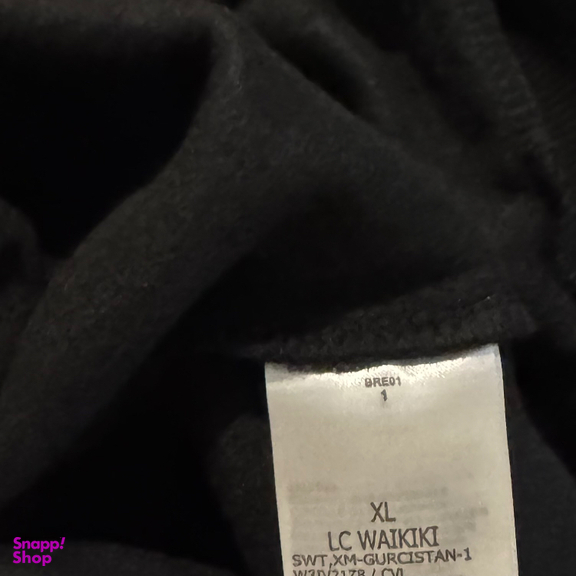 BRE01
1
XL
LC WAIKIKI
SWT,XM-GURCISTAN-1
Snapp!
Shop